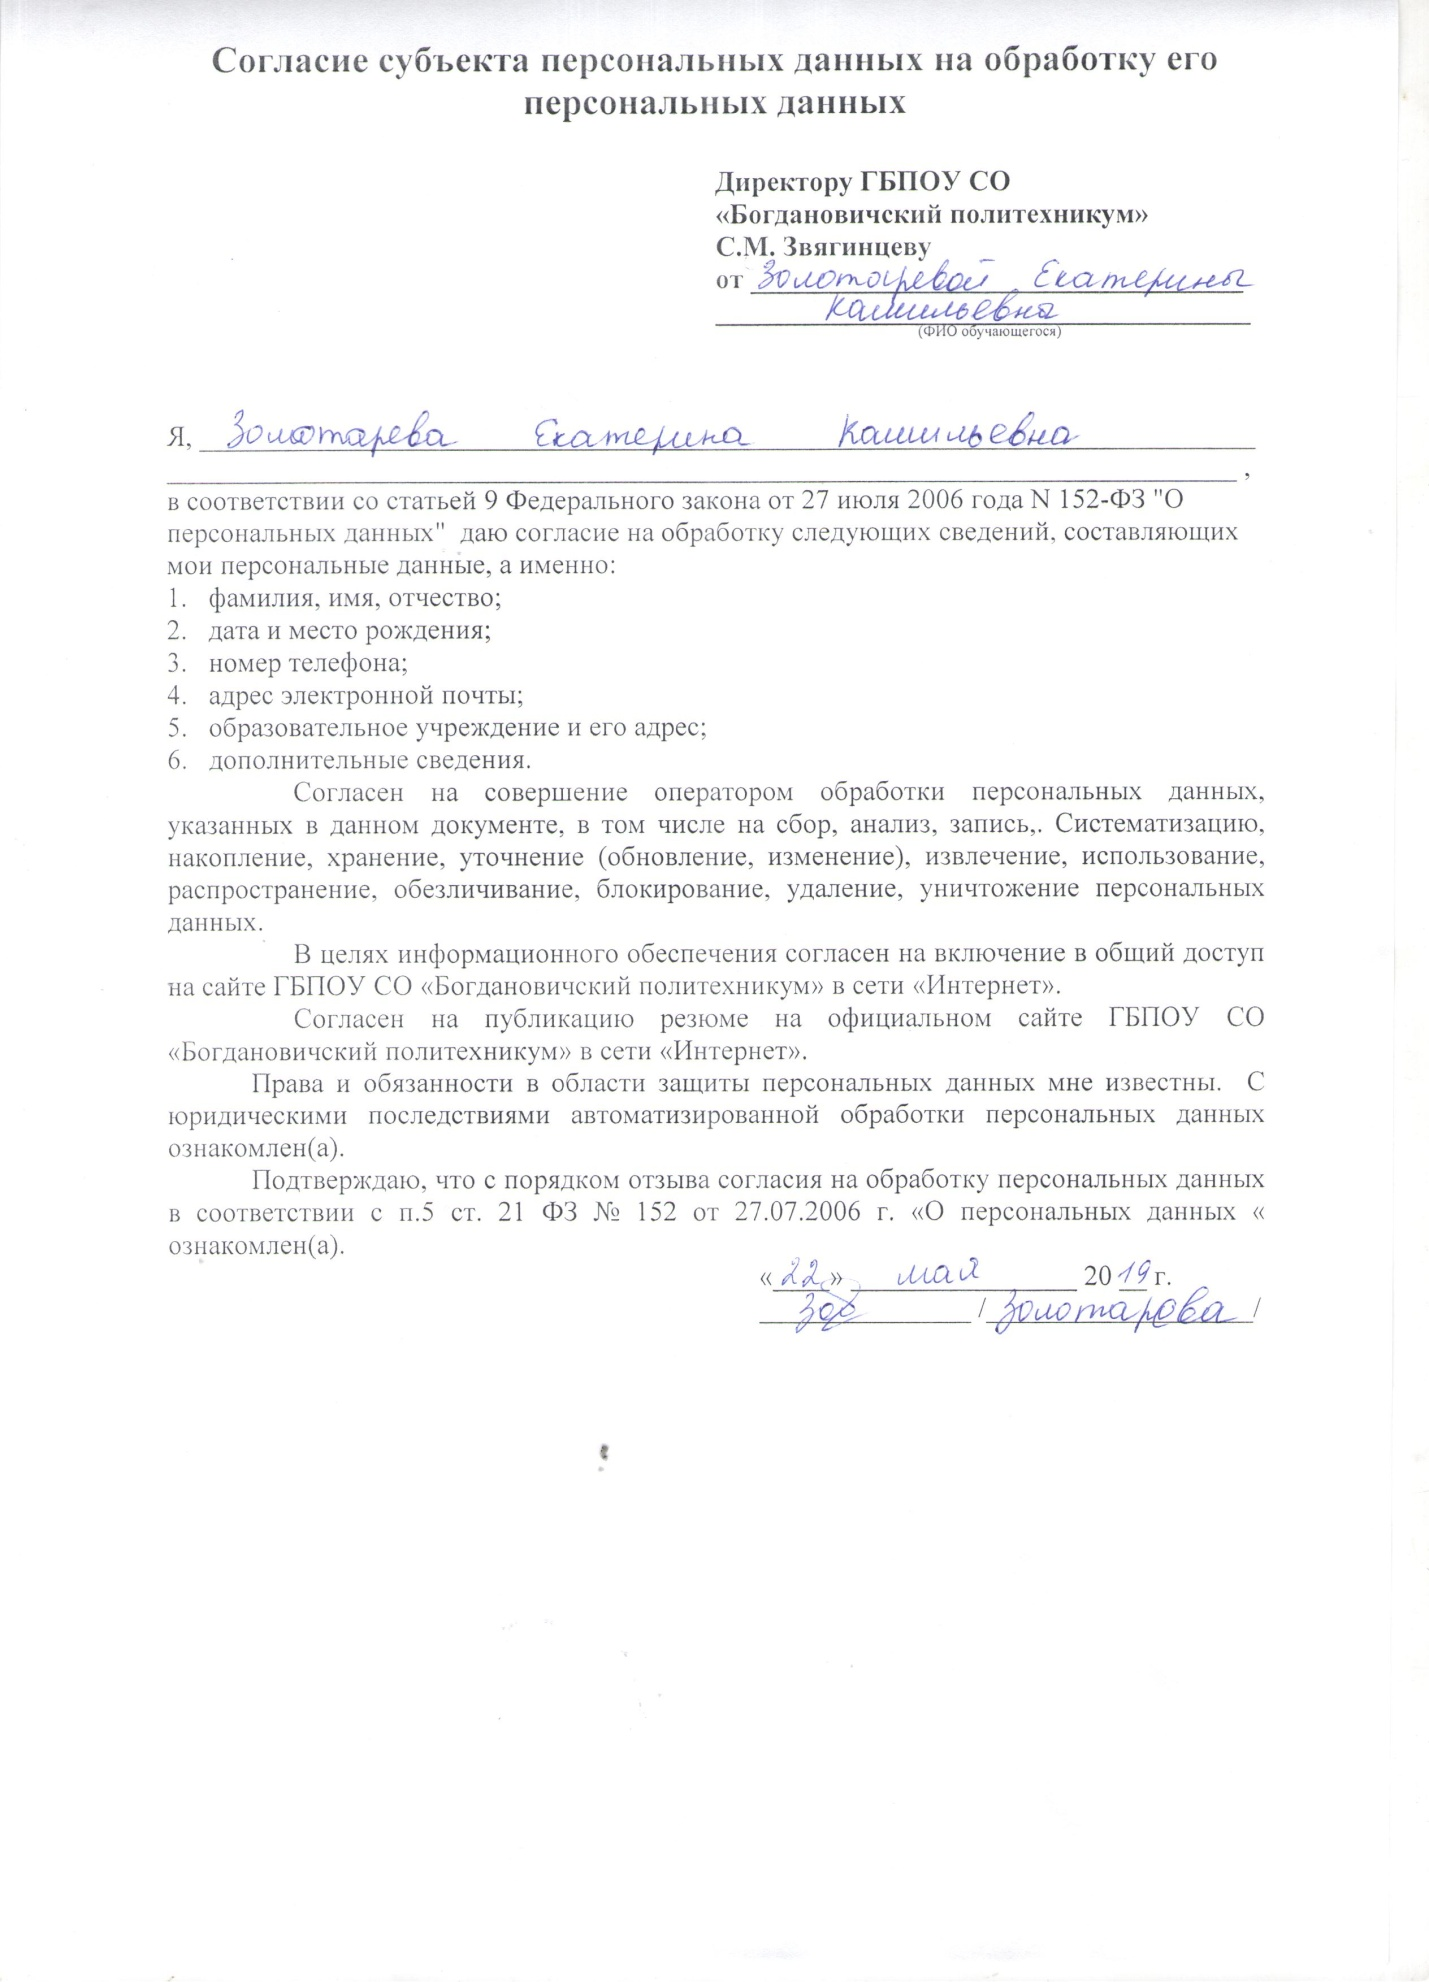 Согласие субъекта персональных данных на обработку его
персональных данных
Директору ГБПОУ СО
«Богдановичский политехникум»
С.М. Звягинцеву
от Золотаревой Екатерины
Камильевна
(ФИО обучающегося)
Я, Золотарева Екатерина Камильевна
,
в соответствии со статьей 9 Федерального закона от 27 июля 2006 года N 152-ФЗ "О
персональных данных" даю согласие на обработку следующих сведений, составляющих
мои персональные данные, а именно:
1. фамилия, имя, отчество;
2. дата и место рождения;
3. номер телефона;
4. адрес электронной почты;
5. образовательное учреждение и его адрес;
6. дополнительные сведения.
Согласен на совершение оператором обработки персональных данных,
указанных в данном документе, в том числе на сбор, анализ, запись,. Систематизацию,
накопление, хранение, уточнение (обновление, изменение), извлечение, использование,
распространение, обезличивание, блокирование, удаление, уничтожение персональных
данных.
В целях информационного обеспечения согласен на включение в общий доступ
на сайте ГБПОУ СО «Богдановичский политехникум» в сети «Интернет».
Согласен на публикацию резюме на официальном сайте ГБПОУ СО
«Богдановичский политехникум» в сети «Интернет».
Права и обязанности в области защиты персональных данных мне известны. С
юридическими последствиями автоматизированной обработки персональных данных
ознакомлен(а).
Подтверждаю, что с порядком отзыва согласия на обработку персональных данных
в соответствии с п.5 ст. 21 ФЗ № 152 от 27.07.2006 г. «О персональных данных «
ознакомлен(а).
«22» мая 2019 г.
/ Золотарева /